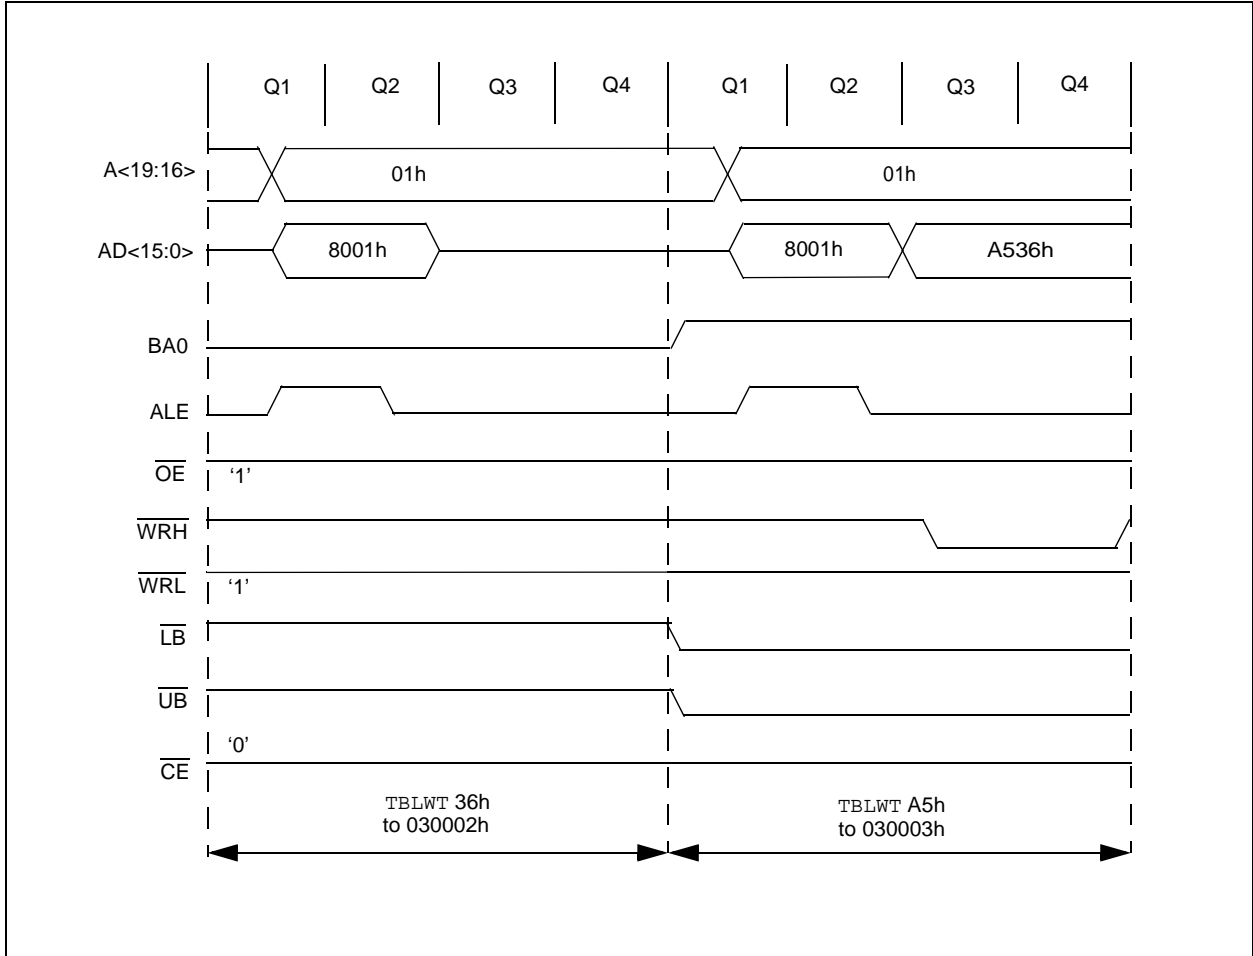 Q1 Q2 Q3 Q4 Q1 Q2 Q3 Q4
A<19:16> 01h 01h
AD<15:0> 8001h 8001h A536h
BA0
ALE
OE ‘1’
WRH
WRL ‘1’
LB
UB
‘0’
CE
TBLWT 36h
to 030002h
TBLWT A5h
to 030003h